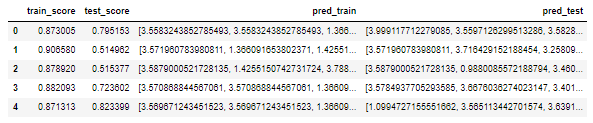 train_score test_score pred_train pred_test
0 0.873005 0.795153 [3.5583243852785493, 3.5583243852785493, 1.366... [3.999117712279085, 3.5597126299513286, 3.5828...
1 0.906580 0.514962 [3.571960783980811, 1.366091653802371, 1.42551... [3.571960783980811, 3.716429152188454, 3.25809...
2 0.878920 0.515377 [3.5879000521728135, 1.4255150742731724, 3.788... [3.5879000521728135, 0.9880085572188794, 3.460...
3 0.882093 0.723602 [3.570868844567061, 3.570868844567061, 1.36609... [3.5784937705293585, 3.6676036274023147, 3.401...
4 0.871313 0.823399 [3.569671243451523, 3.569671243451523, 1.36609... [1.0994727155551662, 3.565113442701574, 3.6391...